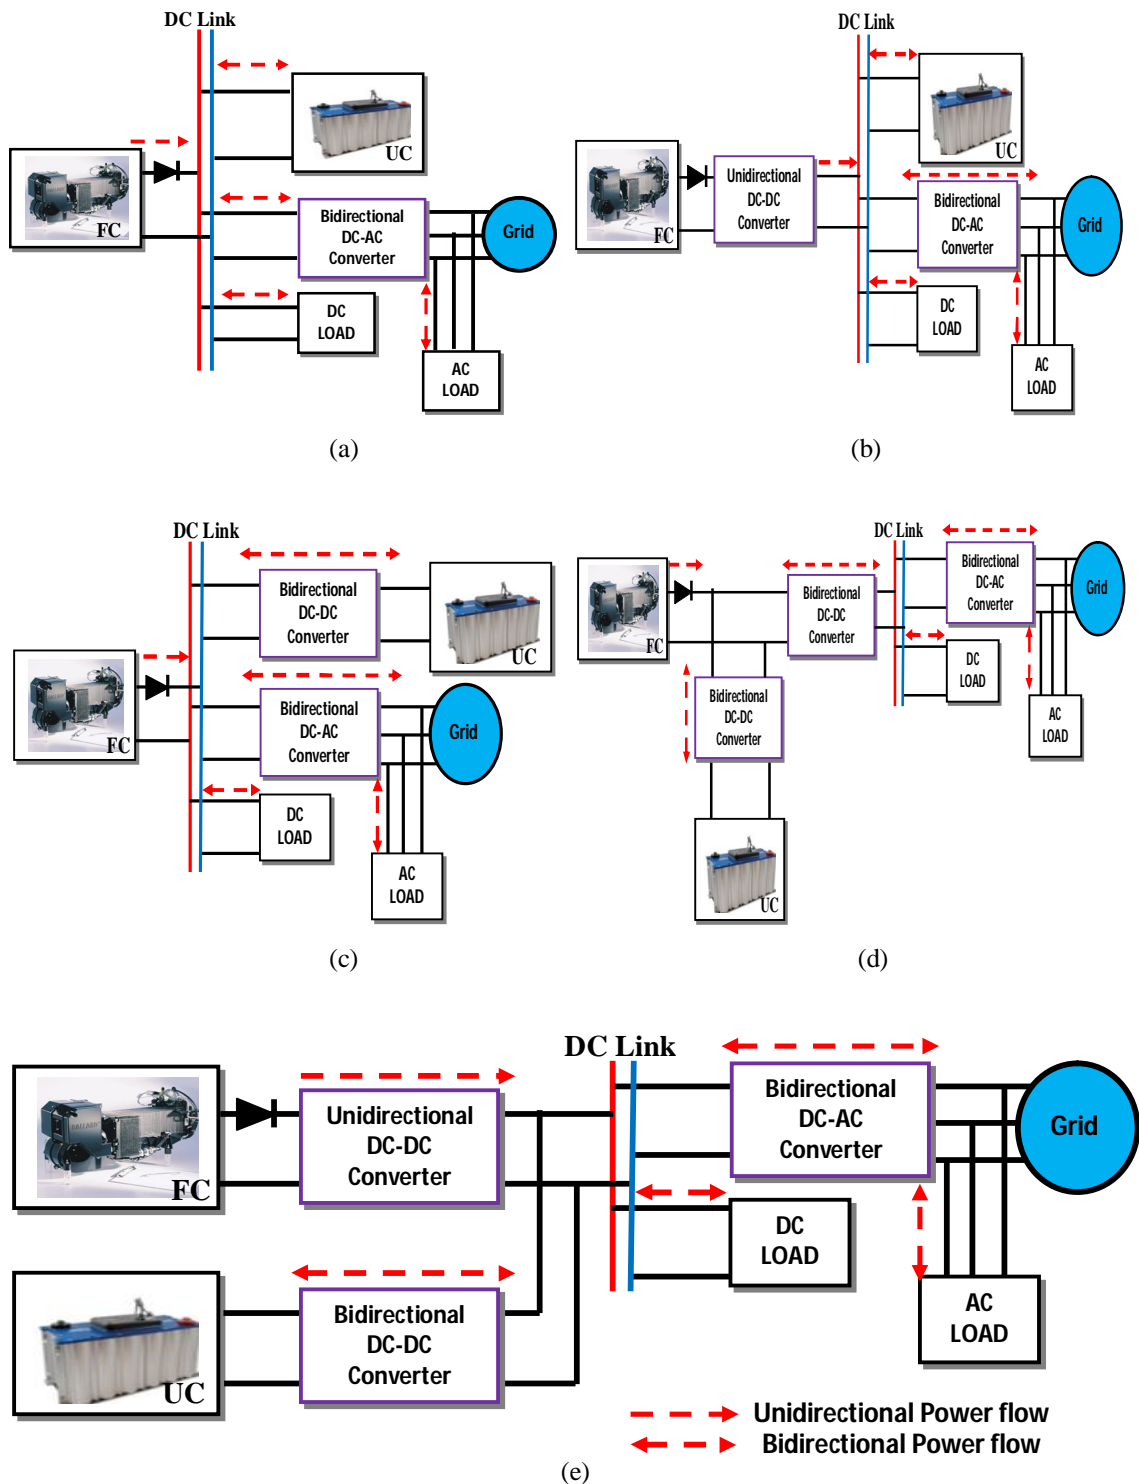 DC Link
UC
FC
Bidirectional
DC-AC
Converter
Grid
DC
LOAD
AC
LOAD
(a)
DC Link
UC
FC
Unidirectional
DC-DC
Converter
Bidirectional
DC-AC
Converter
Grid
DC
LOAD
AC
LOAD
(b)
DC Link
Bidirectional
DC-DC
Converter
UC
FC
Bidirectional
DC-AC
Converter
Grid
DC
LOAD
AC
LOAD
(c)
DC Link
FC
Bidirectional
DC-DC
Converter
Bidirectional
DC-AC
Converter
Grid
DC
LOAD
Bidirectional
DC-DC
Converter
AC
LOAD
UC
(d)
DC Link
BALLARD
FC
Unidirectional
DC-DC
Converter
Bidirectional
DC-AC
Converter
Grid
DC
LOAD
UC
Bidirectional
DC-DC
Converter
AC
LOAD
Unidirectional Power flow
Bidirectional Power flow
(e)